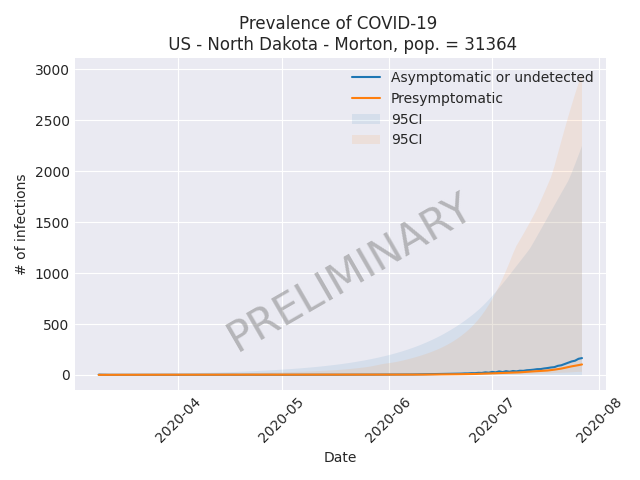 Prevalence of COVID-19
US - North Dakota - Morton, pop. = 31364
3000
2500
2000
1500
1000
500
0
# of infections
Asymptomatic or undetected
Presymptomatic
95CI
95CI
PRELIMINARY
2020-04
2020-05
2020-06
2020-07
2020-08
Date